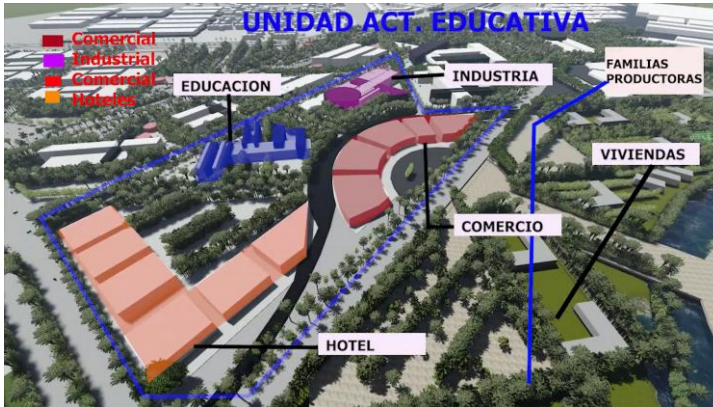 UNIDAD ACT. EDUCATIVA
Comercial
Industrial
Comercial
Hoteles
EDUCACION
INDUSTRIA
FAMILIAS
PRODUCTORAS
VIVIENDAS
COMERCIO
HOTEL